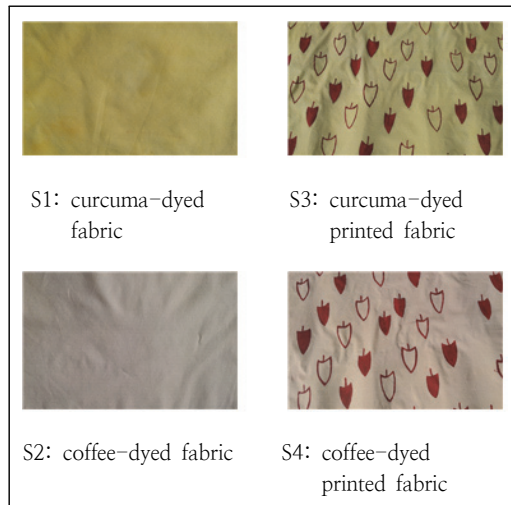 S1: curcuma-dyed
fabric
S3: curcuma-dyed
printed fabric
S2: coffee-dyed fabric
S4: coffee-dyed
printed fabric